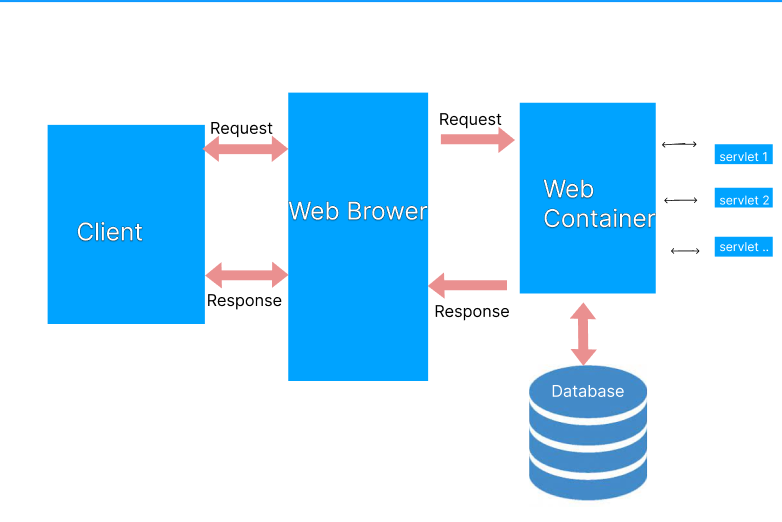 Request
Request
Client
Web Brower
Web
Container
servlet 1
servlet 2
servlet ..
Response
Response
Database